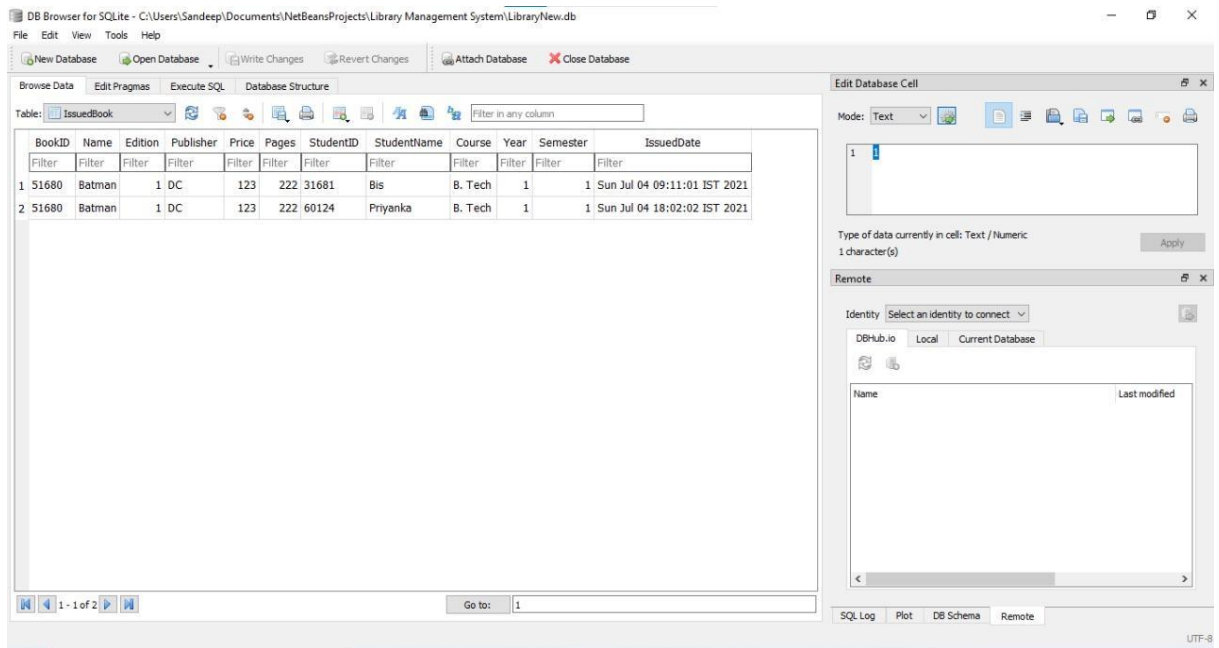 DB Browser for SQLite - C:\Users\Sandeep\Documents\NetBeansProjects\Library Management System\LibraryNew.db
File Edit View Tools Help
New Database Open Database Write Changes Revert Changes Attach Database Close Database
Browse Data Edit Pragmas Execute SQL Database Structure
Table: IssuedBook Filter in any column
BookID Name Edition Publisher Price Pages StudentID StudentName Course Year Semester IssuedDate
Filter Filter Filter Filter Filter Filter Filter Filter Filter Filter Filter Filter
1 51680 Batman 1 DC 123 222 31681 Bis B. Tech 1 1 Sun Jul 04 09:11:01 IST 2021
2 51680 Batman 1 DC 123 222 60124 Priyanka B. Tech 1 1 Sun Jul 04 18:02:02 IST 2021
1 - 1 of 2 Go to: 1
Edit Database Cell
Mode: Text
1 1
Type of data currently in cell: Text / Numeric
1 character(s)
Apply
Remote
Identity Select an identity to connect
DBHub.io Local Current Database
Name Last modified
SQL Log Plot DB Schema Remote
UTF-8